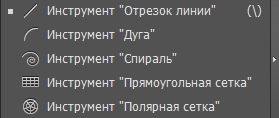 Инструмент "Отрезок линии" (\)
Инструмент "Дуга"
Инструмент "Спираль"
Инструмент "Прямоугольная сетка"
Инструмент "Полярная сетка"